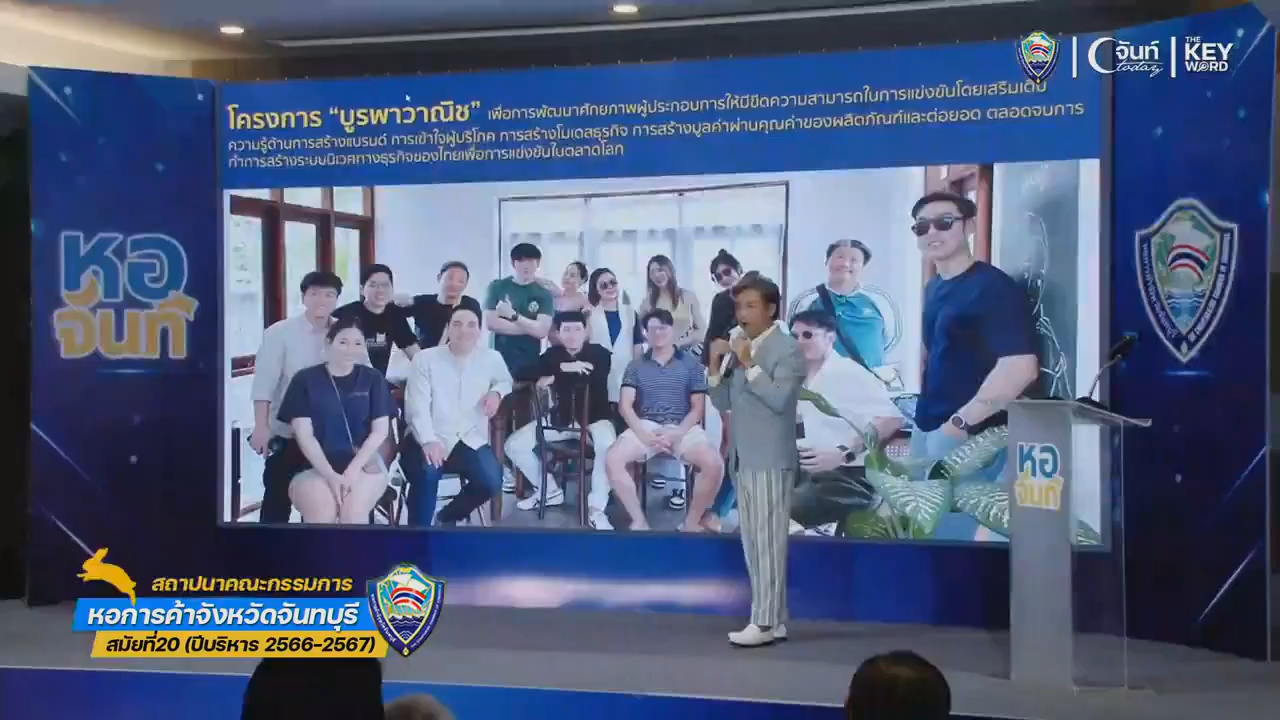 จันท์
today
THE
KEY
WORD
โครงการ “บูรพาวาณิช” เพื่อการพัฒนาศักยภาพผู้ประกอบการให้มีขีดความสามารถในการแข่งขันโดยเสริมเติม
ความรู้ด้านการสร้างแบรนด์ การเข้าใจผู้บริโภค การสร้างโมเดลธุรกิจ การสร้างมูลค่าผ่านคุณค่าของผลิตภัณฑ์และต่อยอด ตลอดจนการ
ทำการสร้างระบบนิเวศทางธุรกิจของไทยเพื่อการแข่งขันในตลาดโลก
หอ
จันท์
หอ
จันท์
สถาปนาคณะกรรมการ
หอการค้าจังหวัดจันทบุรี
สมัยที่20 (ปีบริหาร 2566-2567)